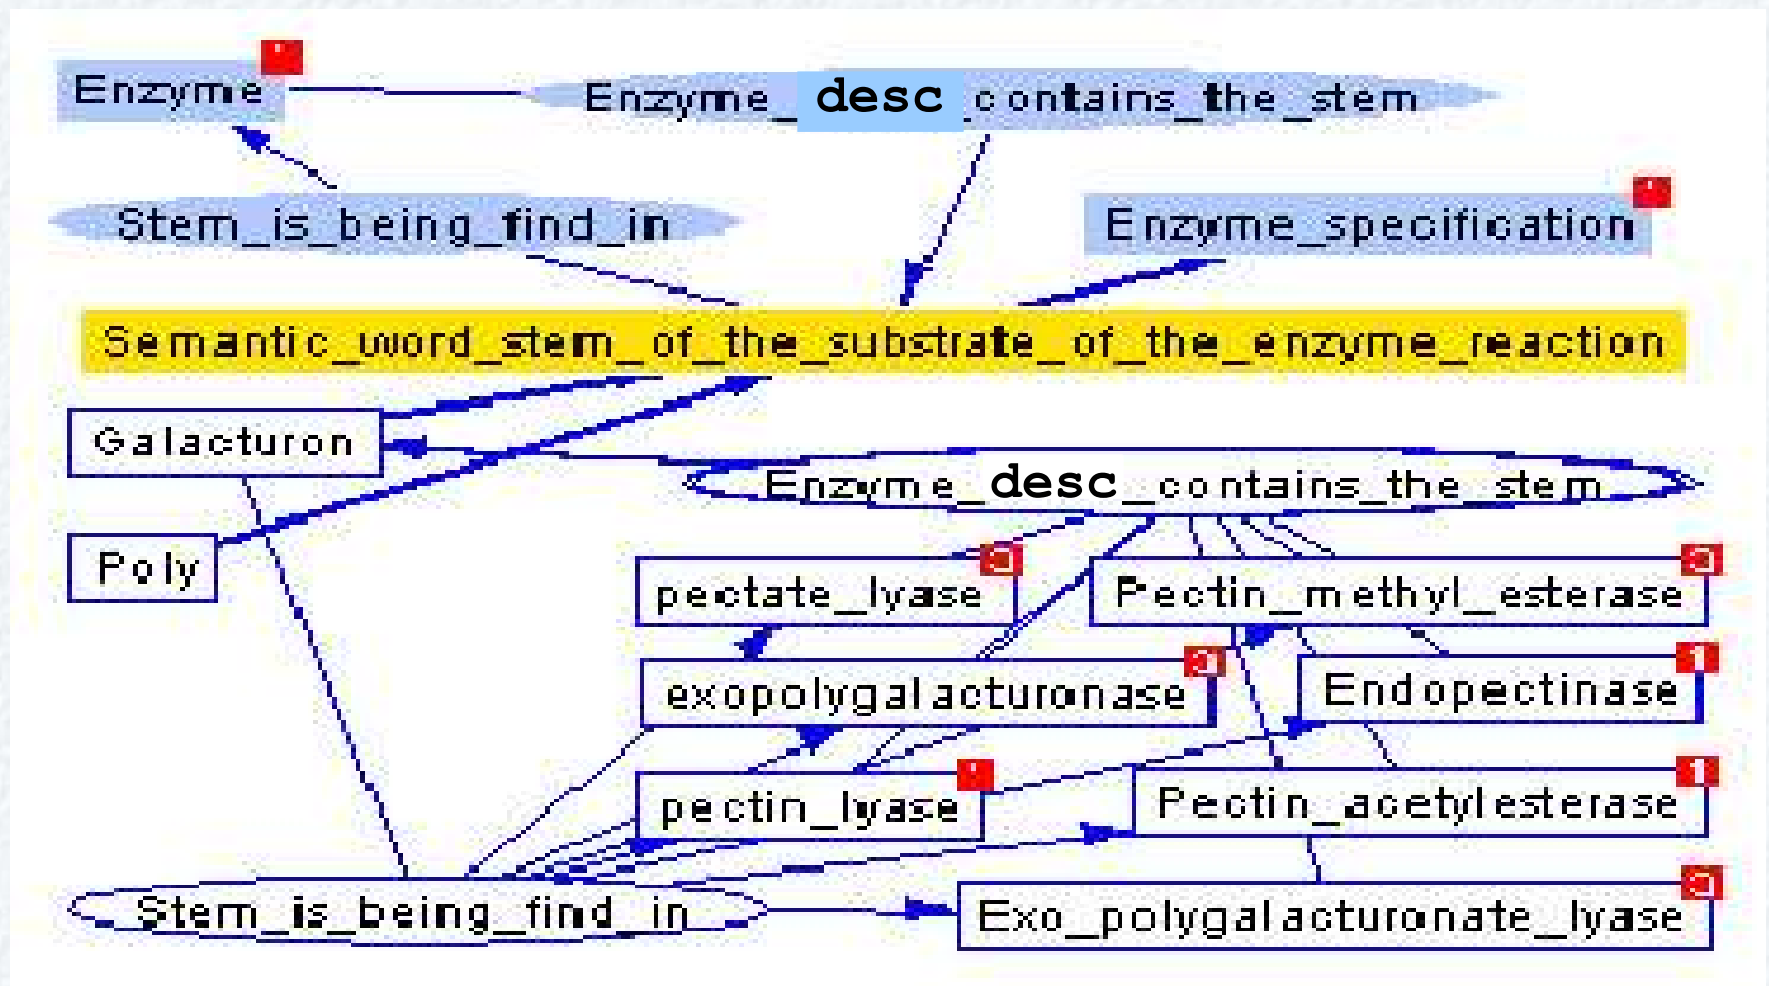 Enzyme
Enzyme_desc_contains_the_stem
Stem_is_being_find_in
Enzyme_specification
Semantic_word_stem_of_the_substrate_of_the_enzyme_reaction
Galacturon
Enzyme_desc_contains_the_stem
Poly
pectate_lyase
Pectin_methyl_esterase
exopolygalacturonase
Endopectinase
pectin_lyase
Pectin_acetylesterase
Stem_is_being_find_in
Exo_polygalacturonate_lyase